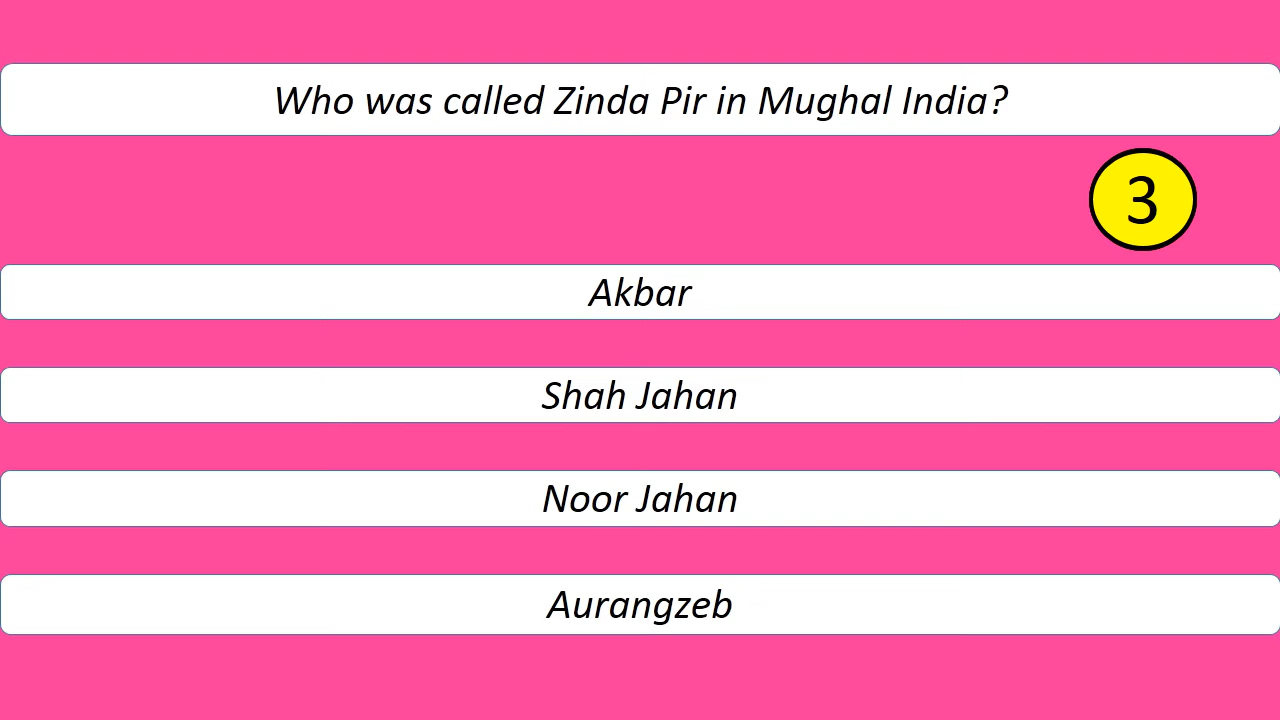 Who was called Zinda Pir in Mughal India?
3
Akbar
Shah Jahan
Noor Jahan
Aurangzeb